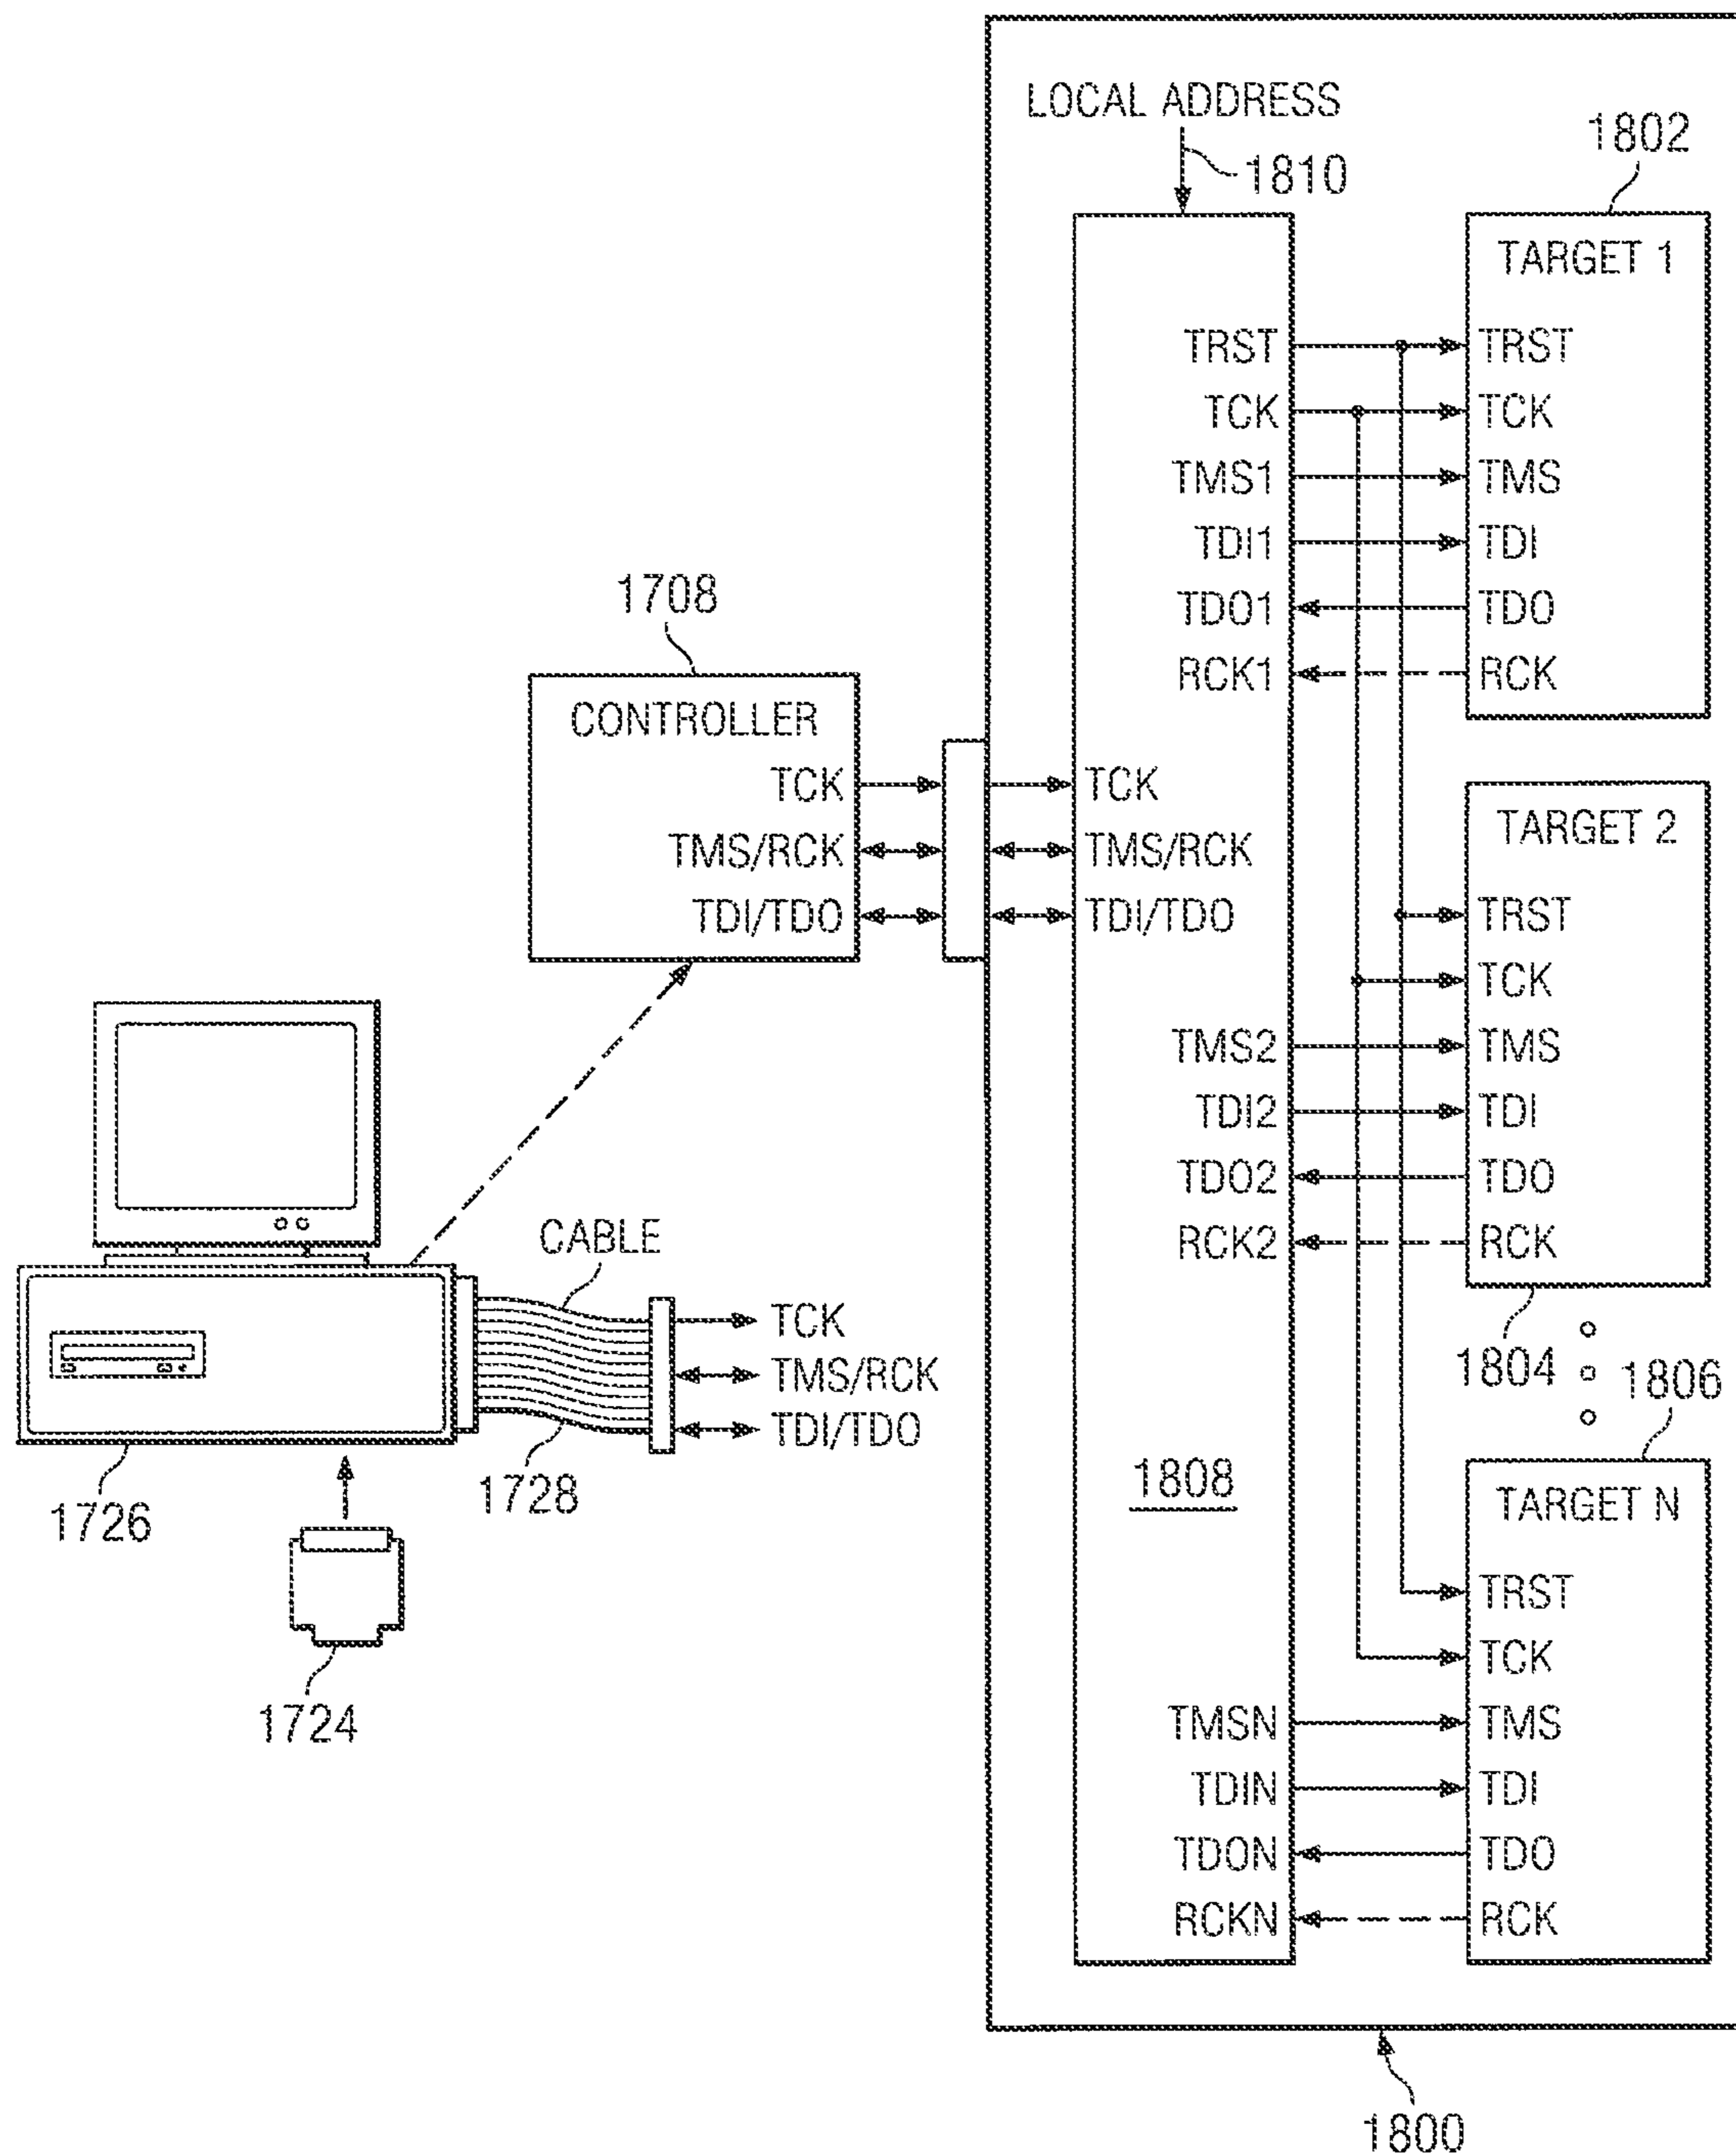 LOCAL ADDRESS
1810
1802
TARGET 1
TRST
TCK
TMS1
TDI1
TDO1
RCK1
TRST
TCK
TMS
TDI
TDO
RCK
1708
CONTROLLER
TCK
TMS/RCK
TDI/TDO
TCK
TMS/RCK
TDI/TDO
TARGET 2
TRST
TCK
TMS
TDI
TDO
RCK
TMS2
TDI2
TDO2
RCK2
1804
1806
CABLE
TCK
TMS/RCK
TDI/TDO
1728
1726
1724
1808
TARGET N
TRST
TCK
TMS
TDI
TDO
RCK
TMSN
TDIN
TDON
RCKN
1800